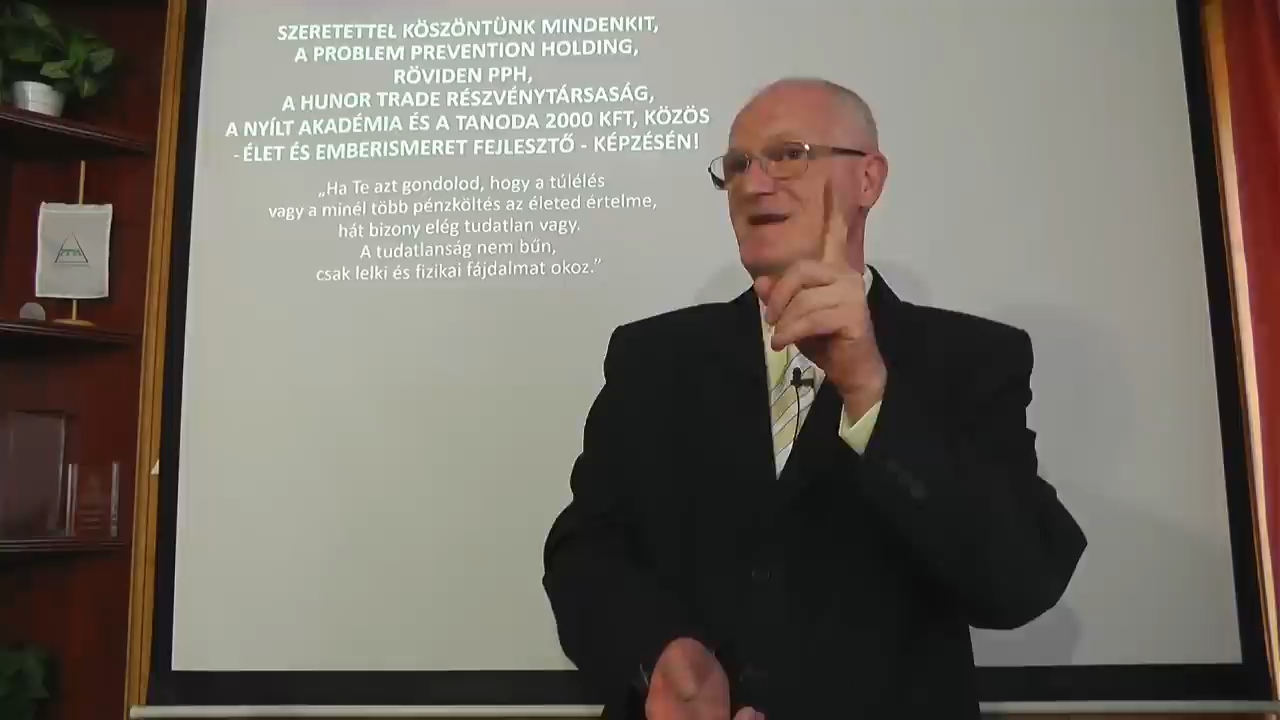 SZERETETTEL KÖSZÖNTÜNK MINDENKIT,
A PROBLEM PREVENTION HOLDING,
RÖVIDEN PPH,
A HUNOR TRADE RÉSZVÉNYTÁRSASÁG,
A NYÍLT AKADÉMIA ÉS A TANODA 2000 KFT, KÖZÖS
- ÉLET ÉS EMBERISMERET FEJLESZTŐ - KÉPZÉSÉN!
„Ha Te azt gondolod, hogy a túlélés
vagy a minél több pénzköltés az életed értelme,
hát bizony elég tudatlan vagy.
A tudatlanság nem bűn,
csak lelki és fizikai fájdalmat okoz.”